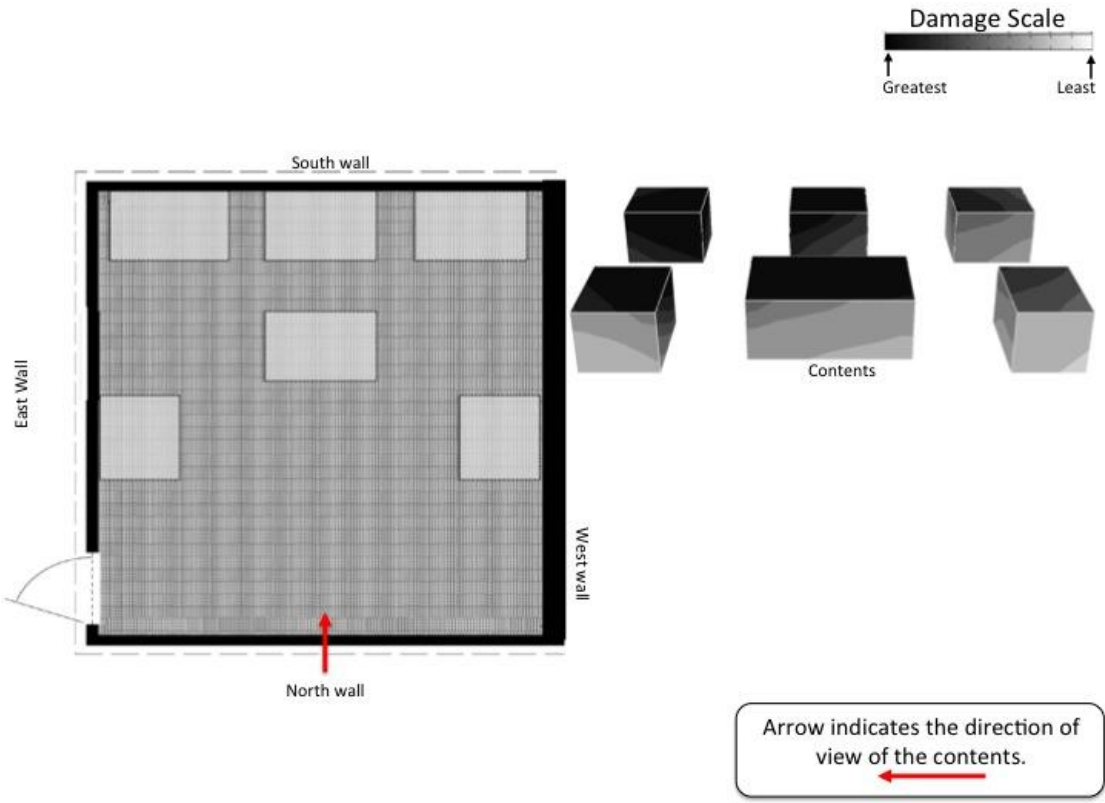 Damage Scale
Greatest
Least
South wall
East Wall
Contents
West wall
North wall
Arrow indicates the direction of
view of the contents.